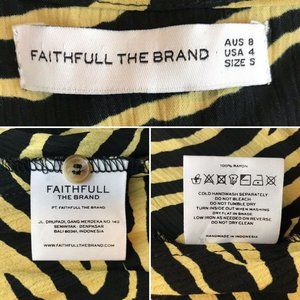 FAITHFULL THE BRAND
AUS 8
USA 4
SIZE S
FAITHFULL
THE BRAND
PT. FAITHFULL THE BRAND
JL. DRUPADI, GANG MERDEKA NO 140
SEMINYAK - DENPASAR
BALI 80361, INDONESIA
WWW.FAITHFULLTHEBRAND.COM
100% RAYON
COLD HANDWASH SEPARATELY
DO NOT BLEACH
DO NOT TUMBLE DRY
TURN INSIDE OUT WHEN WASHING
DRY FLAT IN SHADE
LOW IRON AS NEEDED ON REVERSE
DO NOT DRY CLEAN
HANDMADE IN INDONESIA